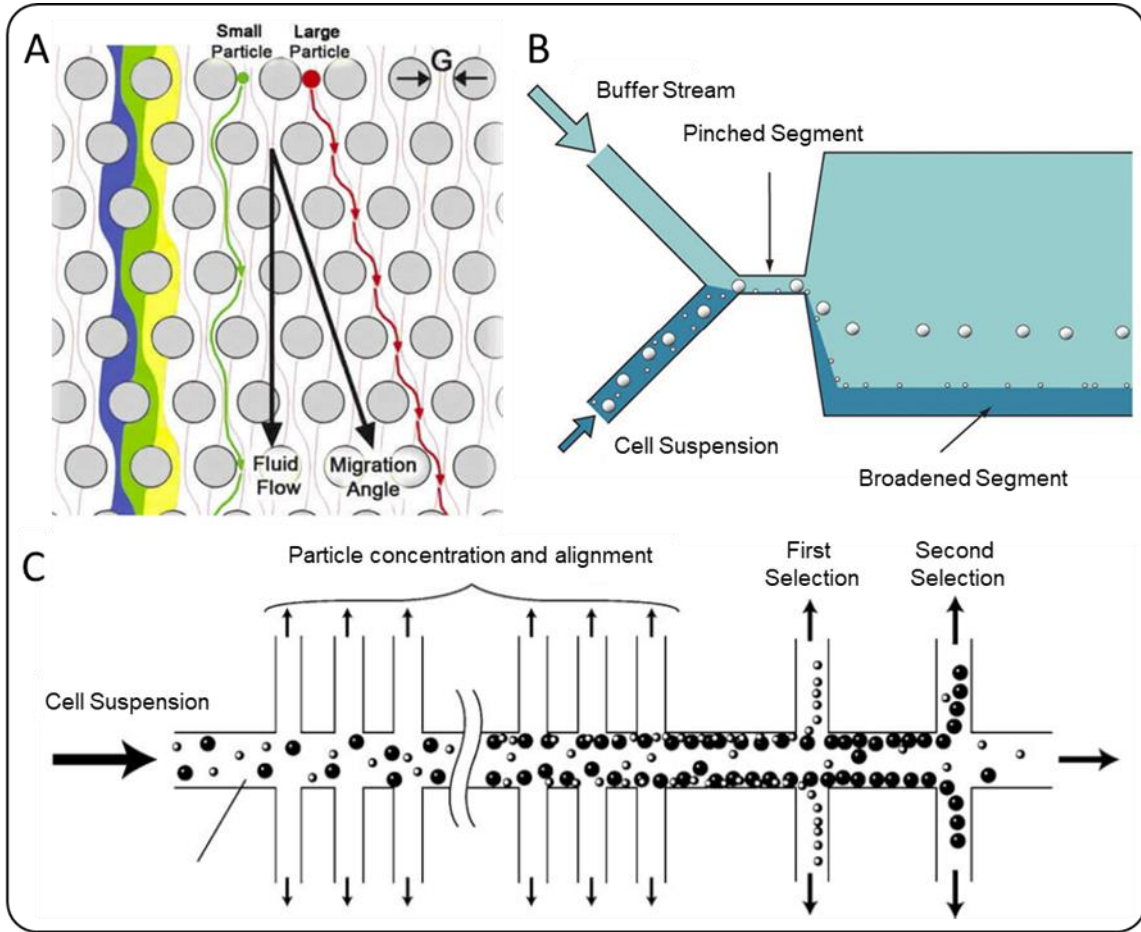 A
Small
Particle
Large
Particle
G
Fluid
Flow
Migration
Angle
B
Buffer Stream
Pinched Segment
Cell Suspension
Broadened Segment
C
Particle concentration and alignment
First
Selection
Second
Selection
Cell Suspension